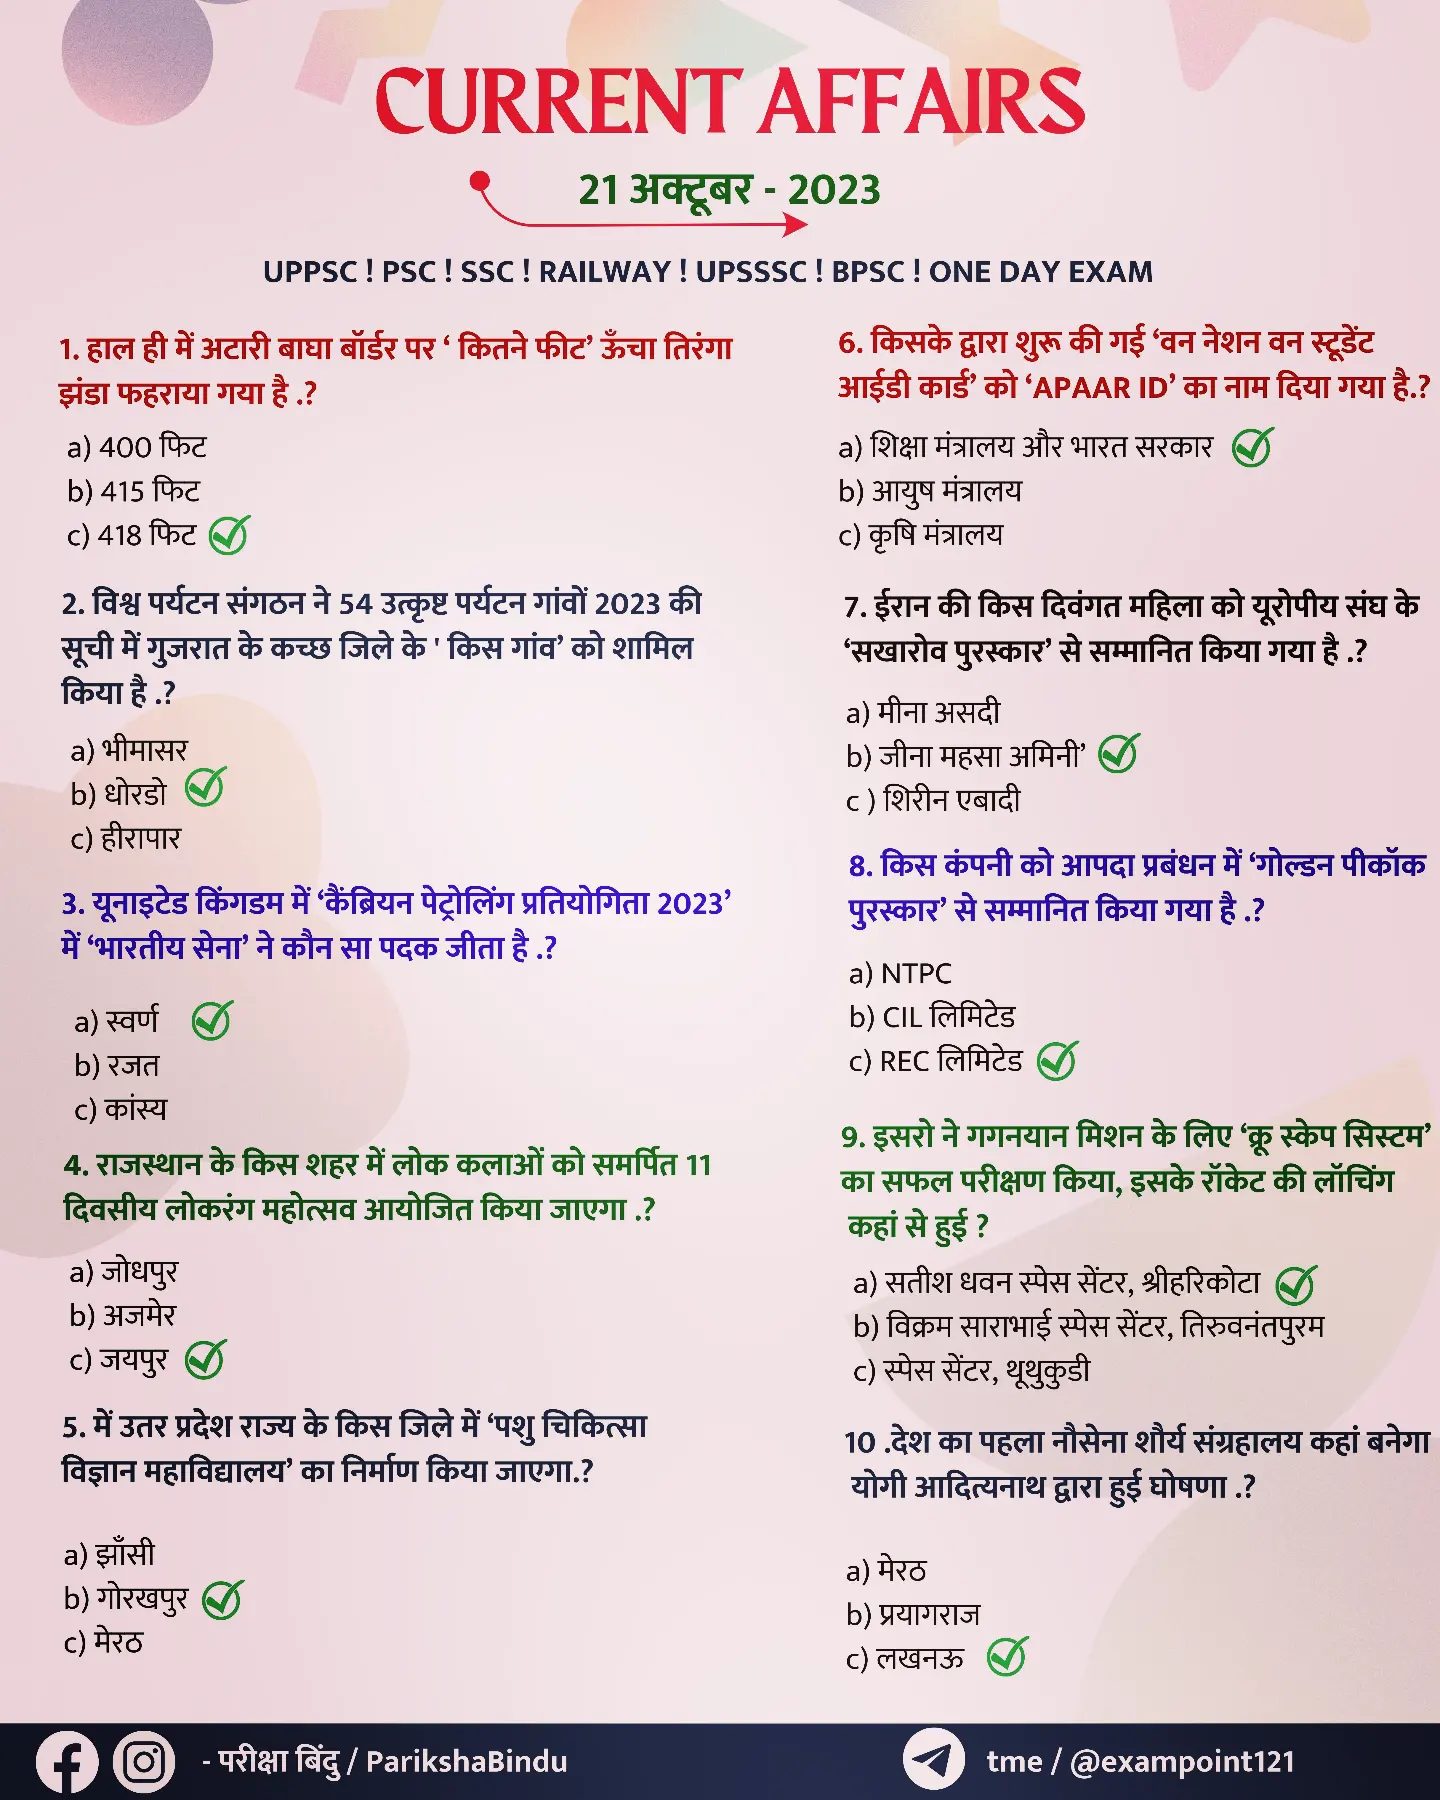 CURRENT AFFAIRS
21 अक्टूबर - 2023
UPPSC ! PSC ! SSC ! RAILWAY ! UPSSSC ! BPSC ! ONE DAY EXAM
1. हाल ही में अटारी बाघा बॉर्डर पर ‘ कितने फीट’ ऊँचा तिरंगा
झंडा फहराया गया है .?
a) 400 फिट
b) 415 फिट
c) 418 फिट
2. विश्व पर्यटन संगठन ने 54 उत्कृष्ट पर्यटन गांवों 2023 की
सूची में गुजरात के कच्छ जिले के ' किस गांव’ को शामिल
किया है .?
a) भीमासर
b) धोरडो
c) हीरापार
3. यूनाइटेड किंगडम में ‘कैंब्रियन पेट्रोलिंग प्रतियोगिता 2023’
में ‘भारतीय सेना’ ने कौन सा पदक जीता है .?
a) स्वर्ण
b) रजत
c) कांस्य
4. राजस्थान के किस शहर में लोक कलाओं को समर्पित 11
दिवसीय लोकरंग महोत्सव आयोजित किया जाएगा .?
a) जोधपुर
b) अजमेर
c) जयपुर
5. में उतर प्रदेश राज्य के किस जिले में ‘पशु चिकित्सा
विज्ञान महाविद्यालय’ का निर्माण किया जाएगा.?
a) झाँसी
b) गोरखपुर
c) मेरठ
6. किसके द्वारा शुरू की गई ‘वन नेशन वन स्टूडेंट
आईडी कार्ड’ को ‘APAAR ID’ का नाम दिया गया है.?
a) शिक्षा मंत्रालय और भारत सरकार
b) आयुष मंत्रालय
c) कृषि मंत्रालय
7. ईरान की किस दिवंगत महिला को यूरोपीय संघ के
‘सखारोव पुरस्कार’ से सम्मानित किया गया है .?
a) मीना असदी
b) जीना महसा अमिनी’
c ) शिरीन एबादी
8. किस कंपनी को आपदा प्रबंधन में ‘गोल्डन पीकॉक
पुरस्कार’ से सम्मानित किया गया है .?
a) NTPC
b) CIL लिमिटेड
c) REC लिमिटेड
9. इसरो ने गगनयान मिशन के लिए ‘क्रू स्केप सिस्टम’
का सफल परीक्षण किया, इसके रॉकेट की लॉचिंग
कहां से हुई ?
a) सतीश धवन स्पेस सेंटर, श्रीहरिकोटा
b) विक्रम साराभाई स्पेस सेंटर, तिरुवनंतपुरम
c) स्पेस सेंटर, थूथुकुडी
10 .देश का पहला नौसेना शौर्य संग्रहालय कहां बनेगा
योगी आदित्यनाथ द्वारा हुई घोषणा .?
a) मेरठ
b) प्रयागराज
c) लखनऊ
- परीक्षा बिंदु / ParikshaBindu
tme / @exampoint121